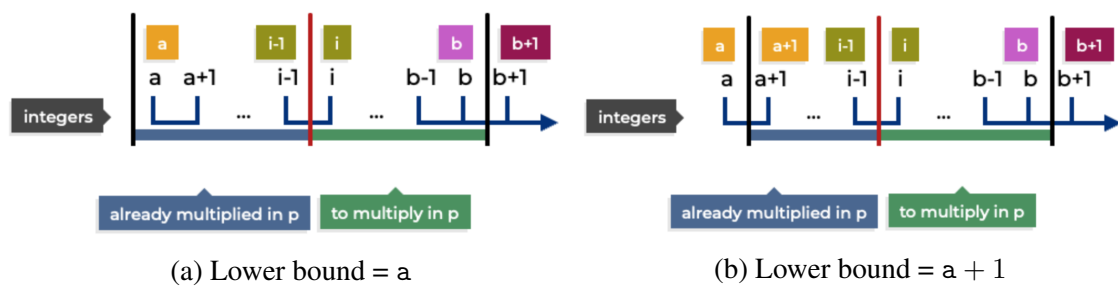 a i-1 i b b+1
a a+1 i-1 i b-1 b b+1
integers ... ...
already multiplied in p to multiply in p
(a) Lower bound = a
a a+1 i-1 i b b+1
a a+1 i-1 i b-1 b b+1
integers ... ...
already multiplied in p to multiply in p
(b) Lower bound = a + 1